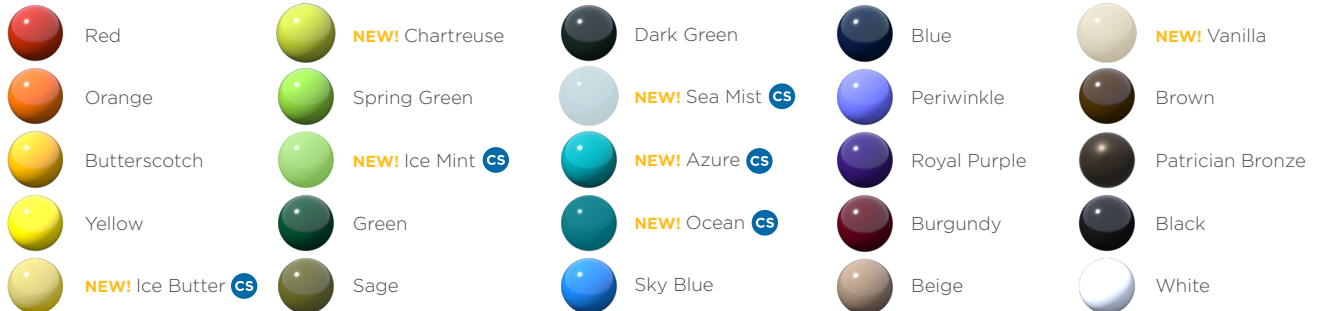 Red
Orange
Butterscotch
Yellow
NEW! Ice Butter CS
NEW! Chartreuse
Spring Green
NEW! Ice Mint CS
Green
Sage
Dark Green
NEW! Sea Mist CS
NEW! Azure CS
NEW! Ocean CS
Sky Blue
Blue
Periwinkle
Royal Purple
Burgundy
Beige
NEW! Vanilla
Brown
Patrician Bronze
Black
White